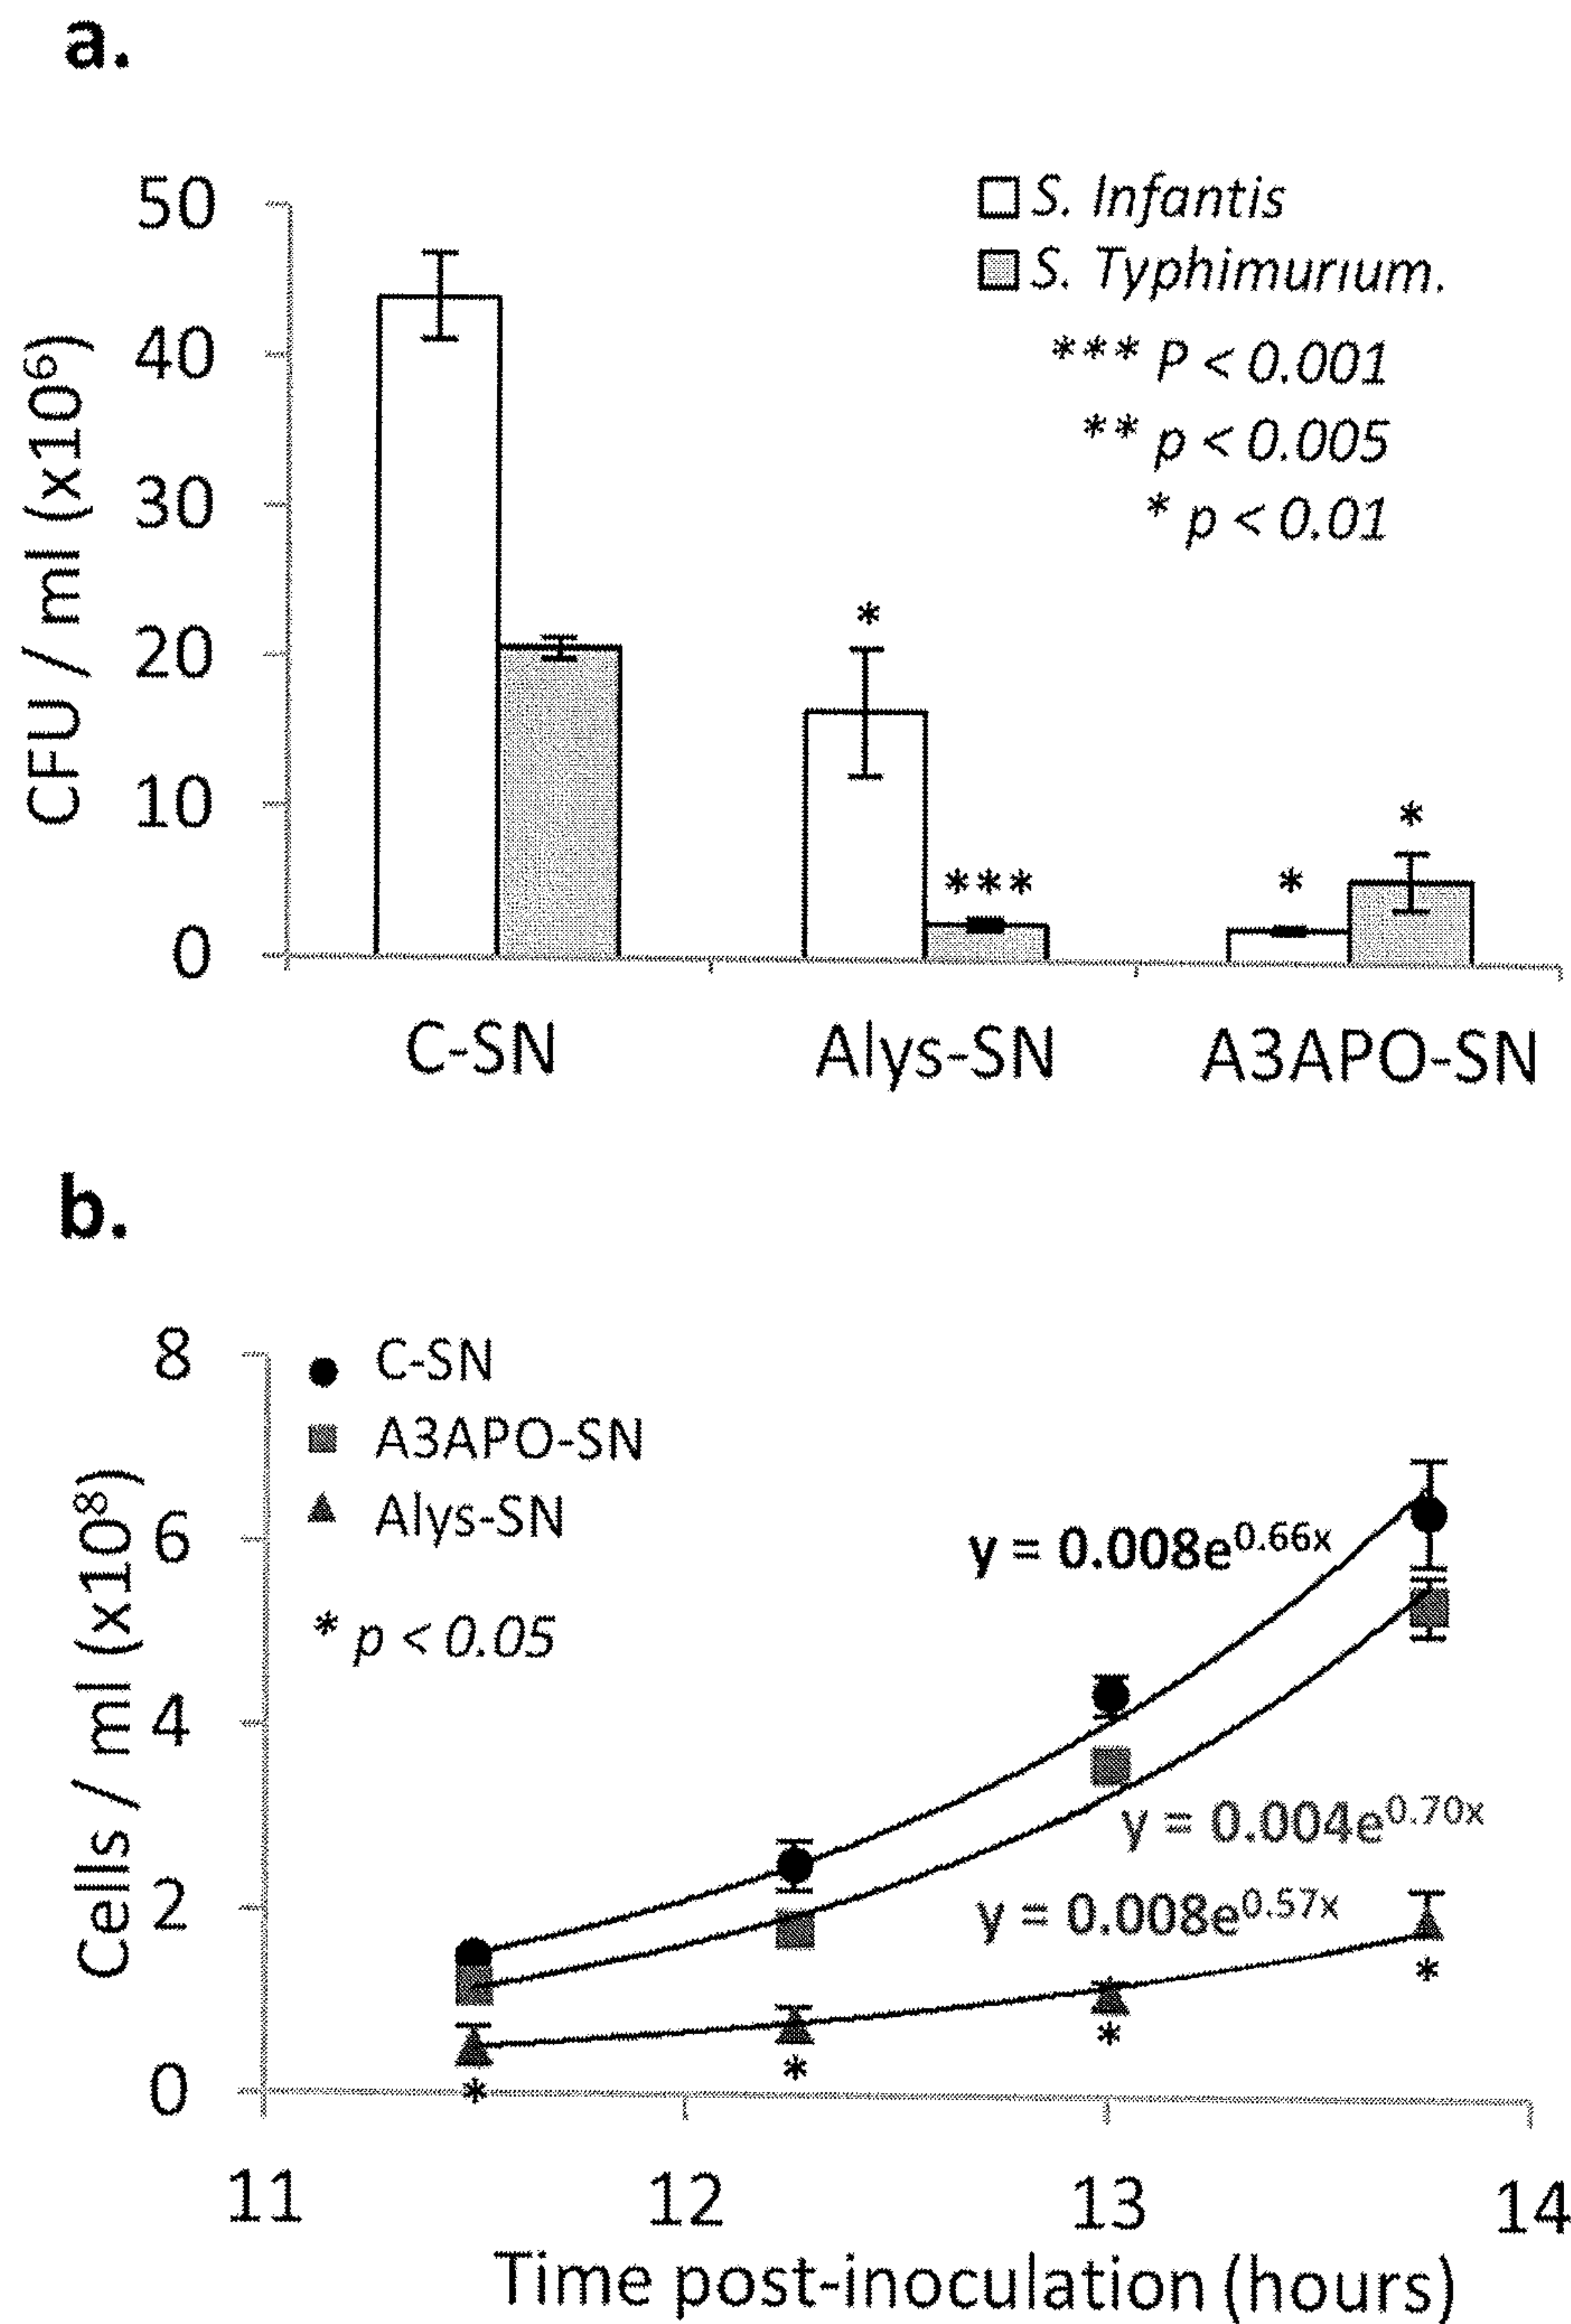 a.
50
40
30
20
10
0
CFU / ml (x10⁶)
S. Infantis
S. Typhimurıum.
*** P < 0.001
** p < 0.005
* p < 0.01
*
***
*
*
C-SN
Alys-SN
A3APO-SN
b.
8
6
4
2
0
Cells / ml (x10⁸)
C-SN
A3APO-SN
Alys-SN
* p < 0.05
y = 0.008e^0.66x
y = 0.004e^0.70x
y = 0.008e^0.57x
*
*
*
*
11
12
13
14
Time post-inoculation (hours)